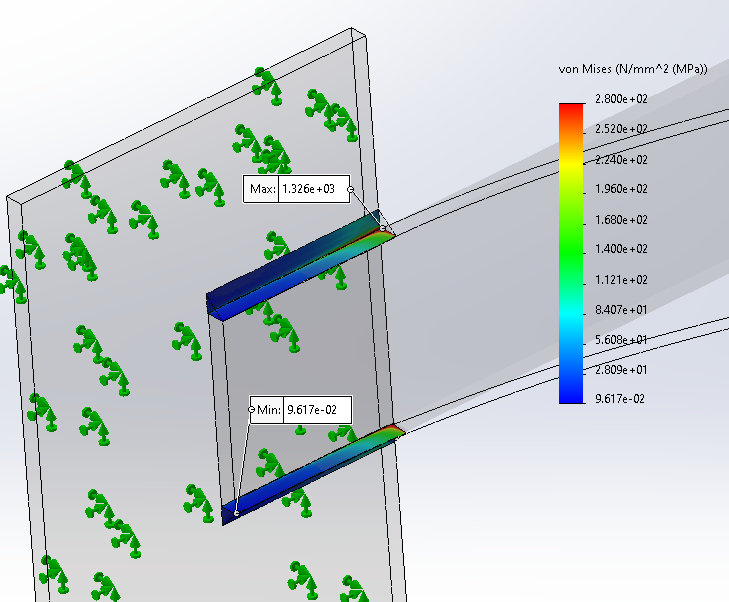 von Mises (N/mm^2 (MPa))
2.800e+02
2.520e+02
2.240e+02
1.960e+02
1.680e+02
1.400e+02
1.121e+02
8.407e+01
5.608e+01
2.809e+01
9.617e-02
Max: 1.326e+03
Min: 9.617e-02